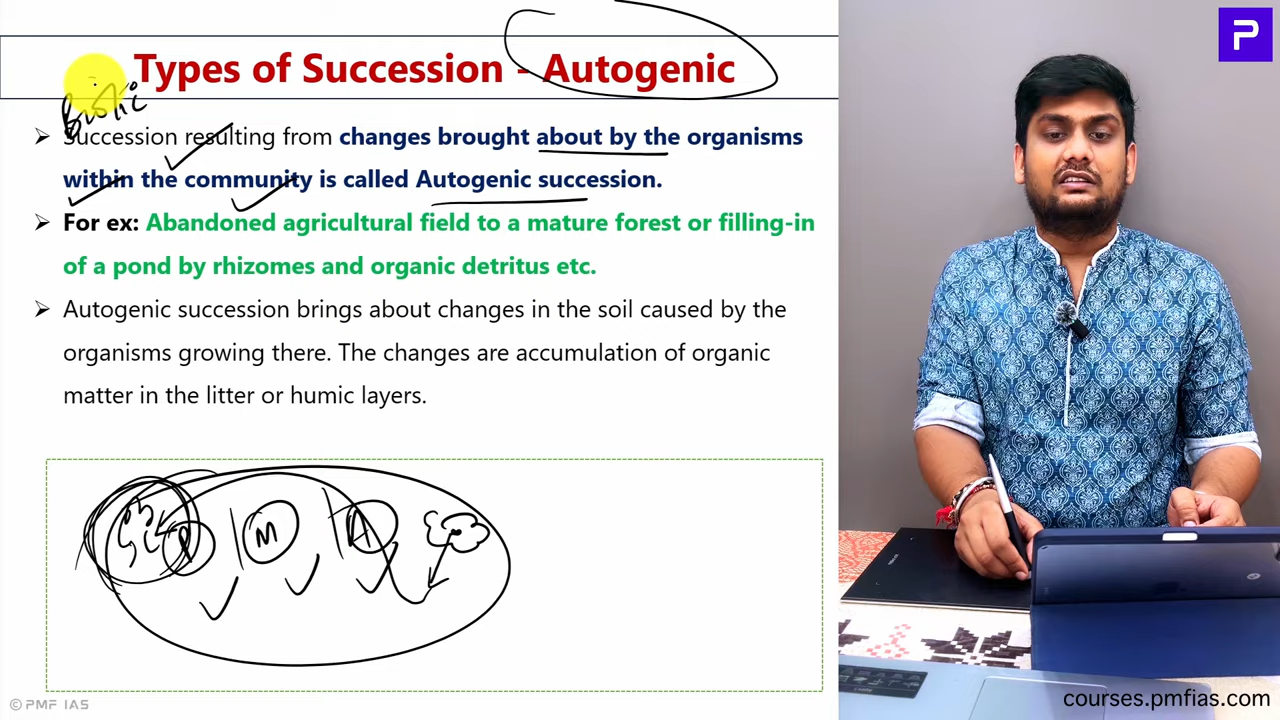 Types of Succession - Autogenic
Biotic
➤ Succession resulting from changes brought about by the organisms
within the community is called Autogenic succession.
➤ For ex: Abandoned agricultural field to a mature forest or filling-in
of a pond by rhizomes and organic detritus etc.
➤ Autogenic succession brings about changes in the soil caused by the
organisms growing there. The changes are accumulation of organic
matter in the litter or humic layers.
M
A
© PMF IAS
P
courses.pmfias.com